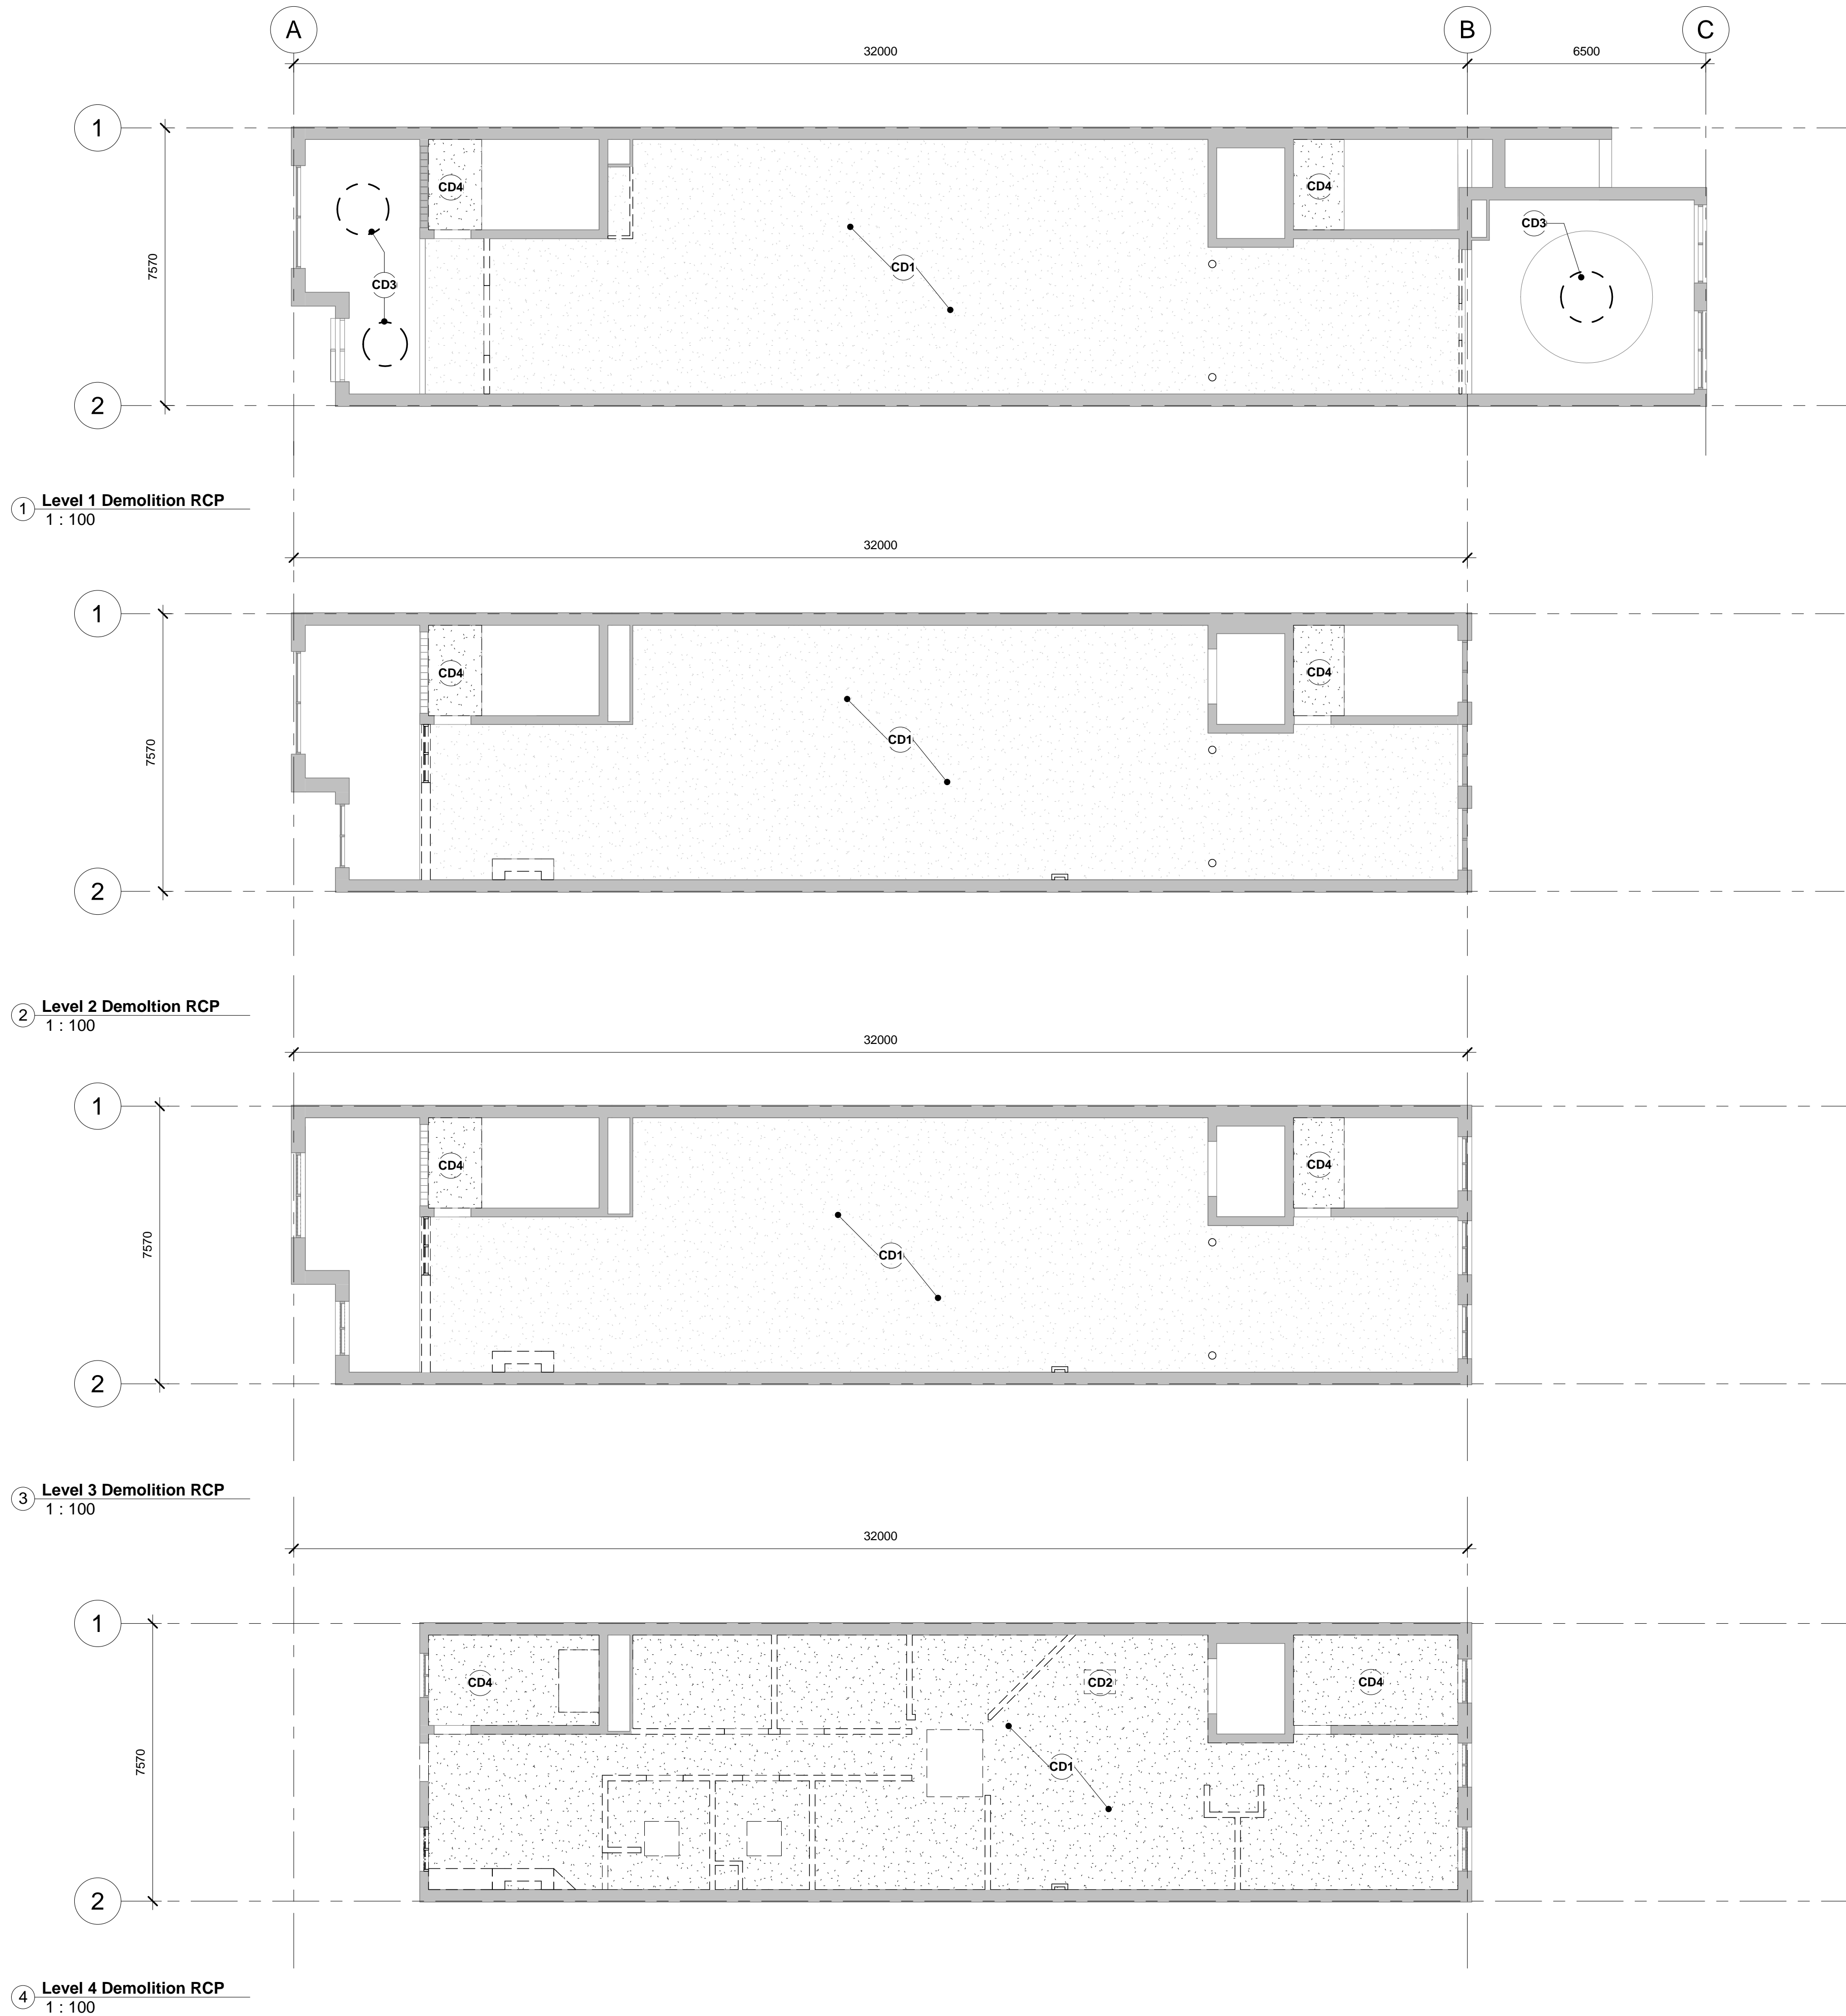 A B C
32000 6500
1
CD4 CD4
CD3
CD1
7570
CD3
2
1 Level 1 Demolition RCP
1 : 100
32000
1
CD4 CD4
CD1
7570
2
2 Level 2 Demoltion RCP
1 : 100
32000
1
CD4 CD4
CD1
7570
2
3 Level 3 Demolition RCP
1 : 100
32000
1
CD4 CD2 CD4
CD1
7570
2
4 Level 4 Demolition RCP
1 : 100